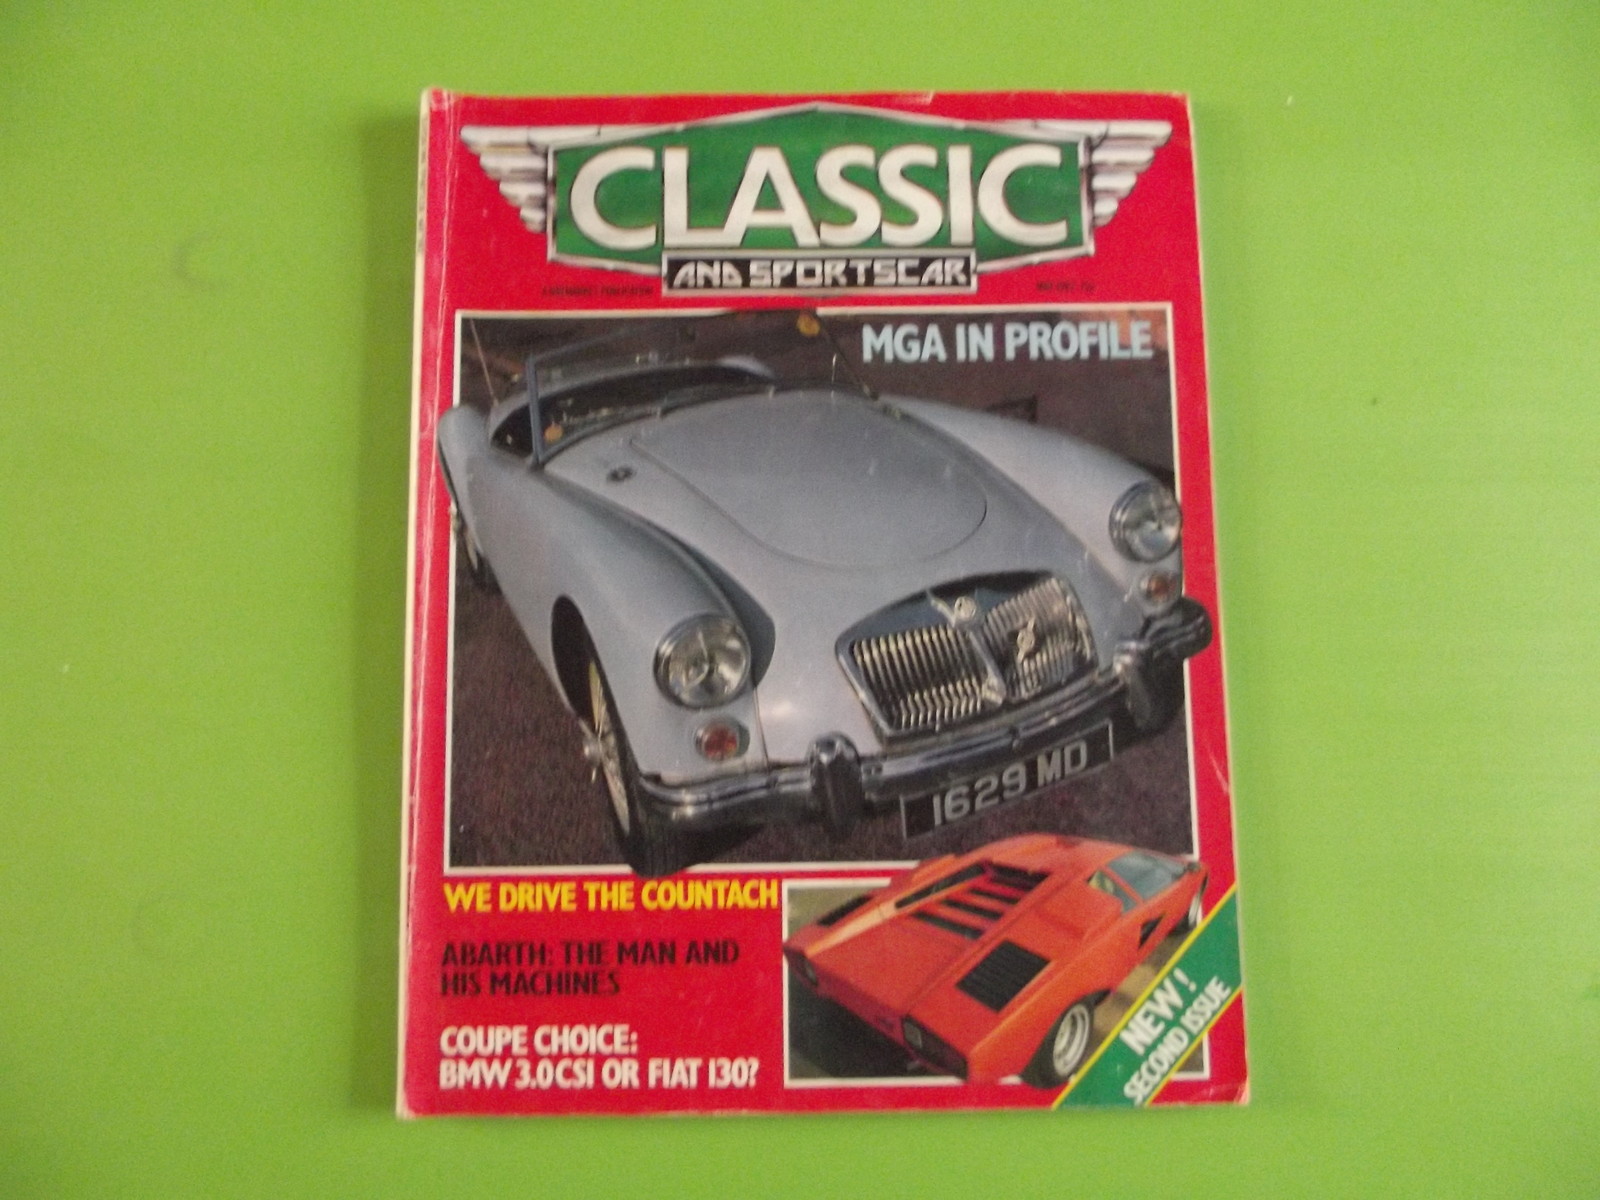 CLASSIC
AND SPORTSCAR
MGA IN PROFILE
1629 MD
WE DRIVE THE COUNTACH
ABARTH: THE MAN AND
HIS MACHINES
COUPE CHOICE:
BMW 3.0CSI OR FIAT 130?
NEW!
SECOND ISSUE